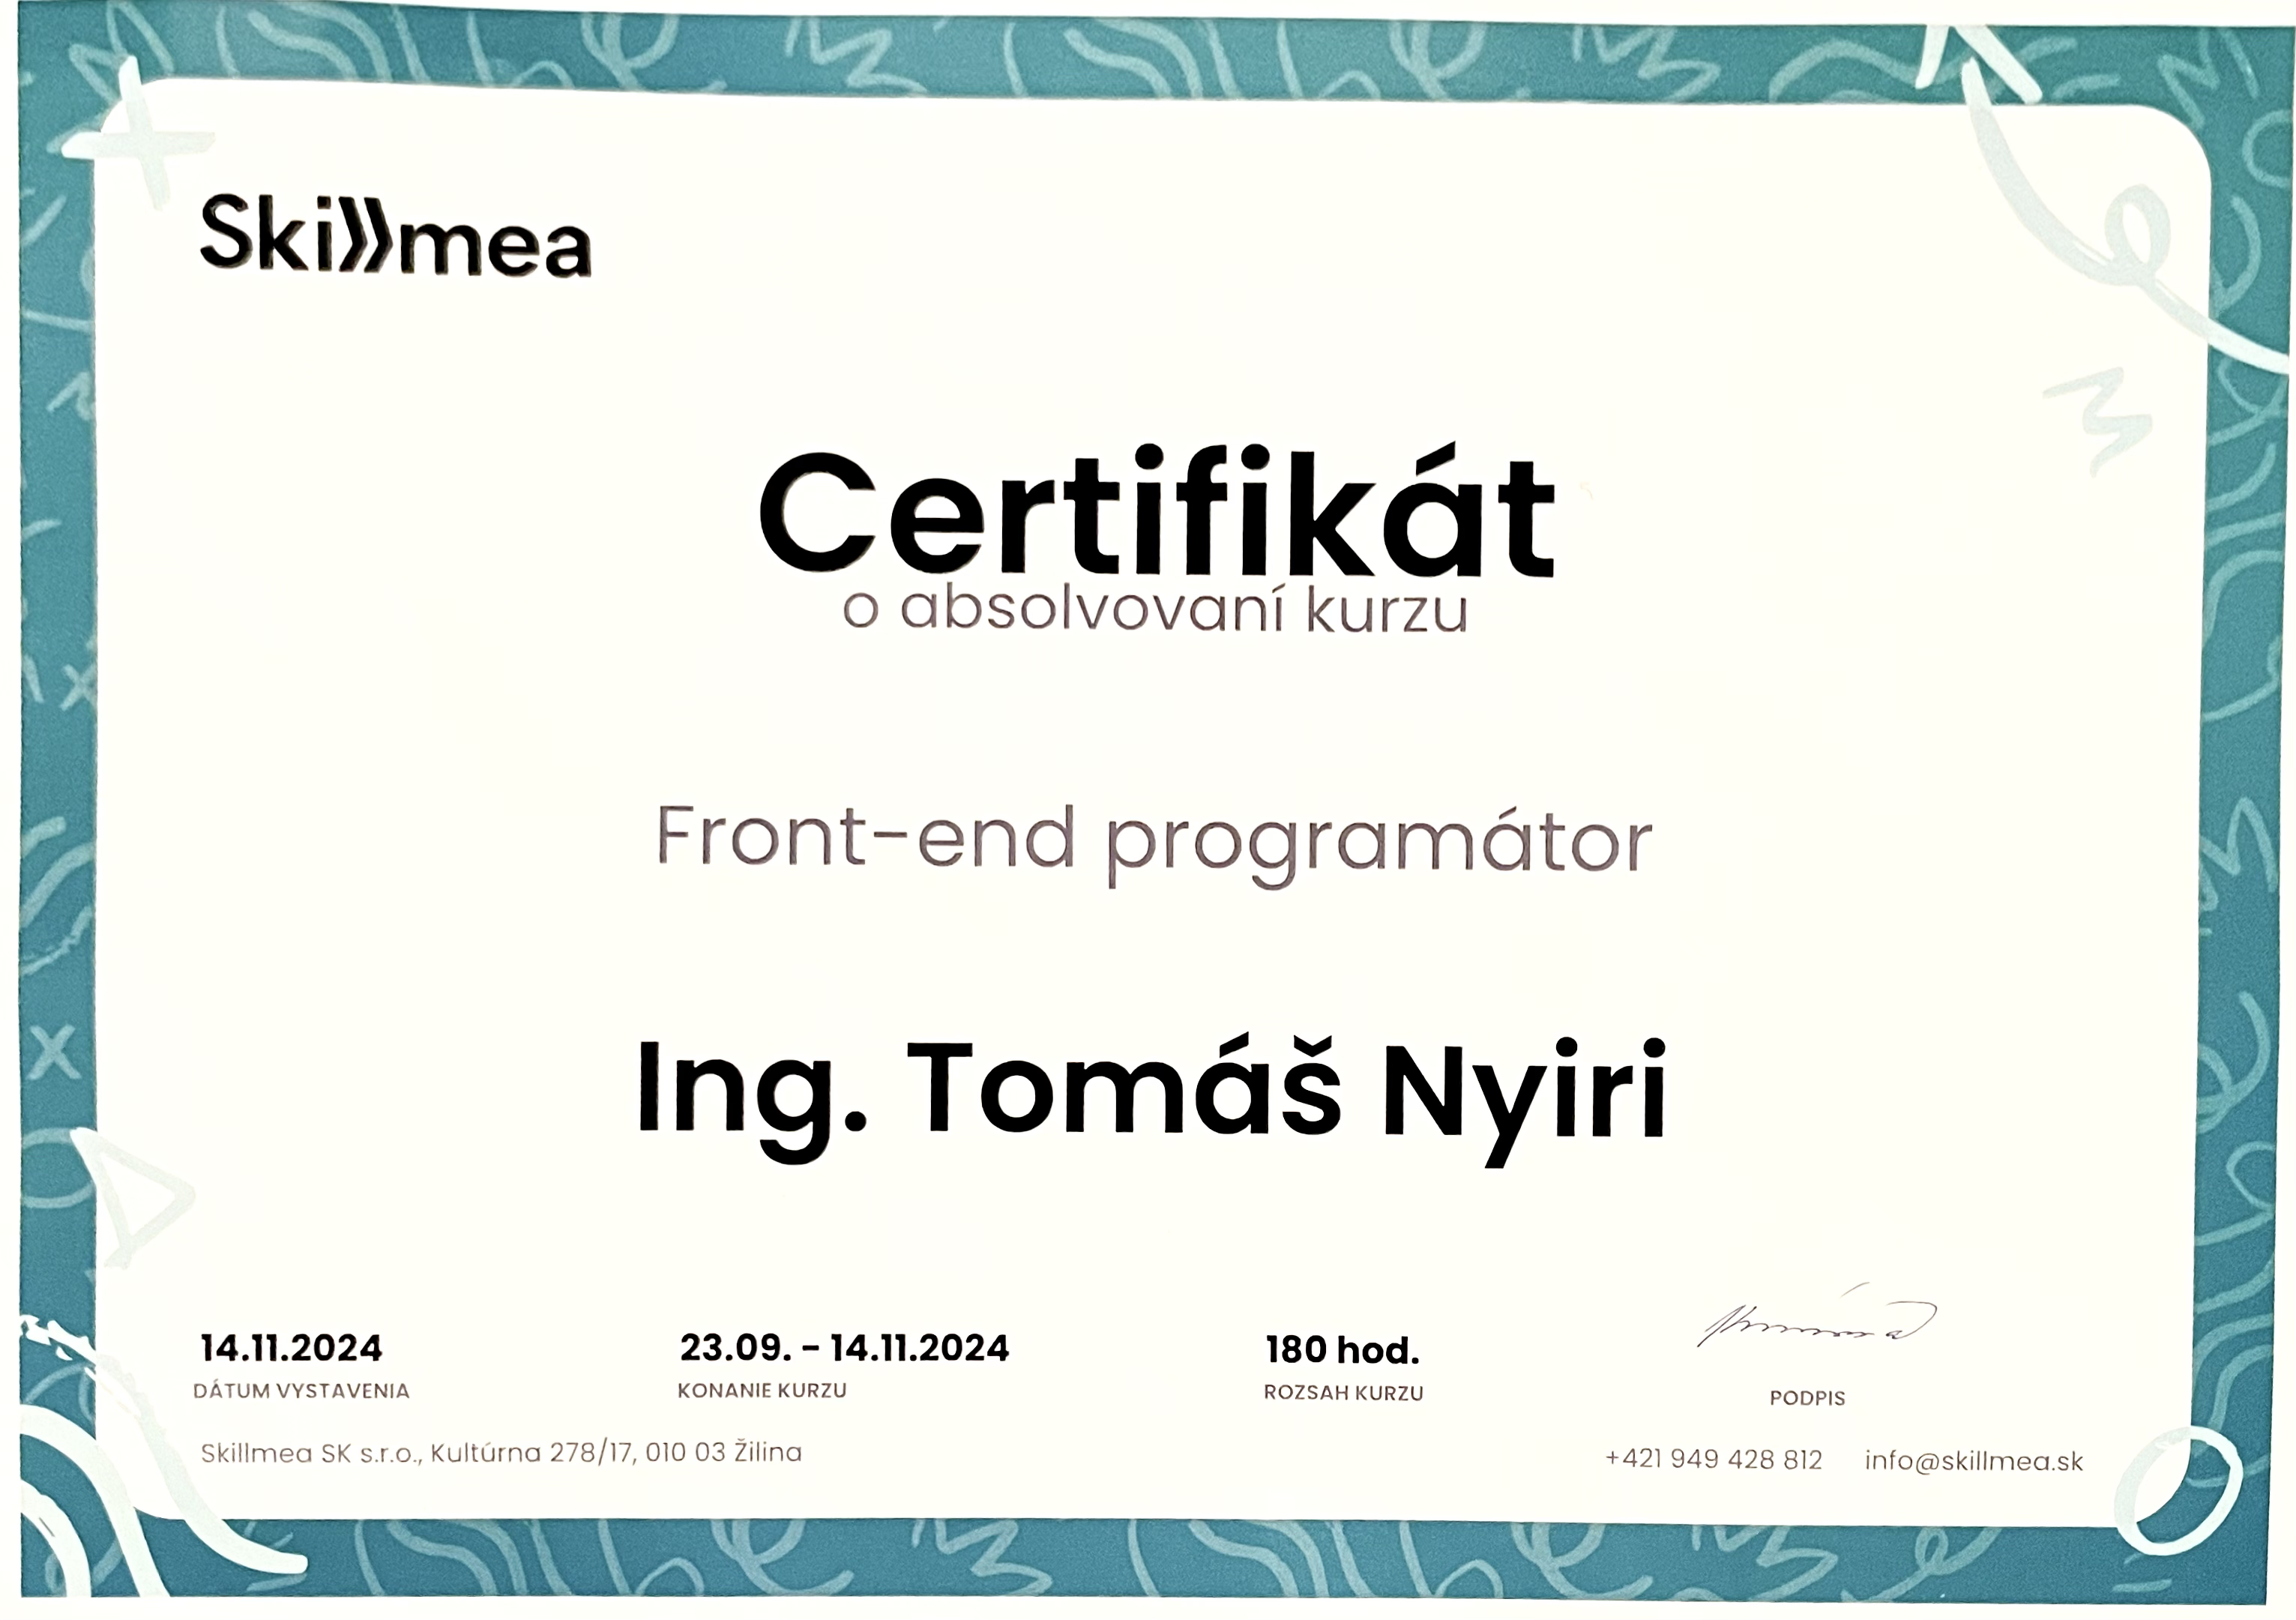 Skillmea
Certifikát
o absolvovaní kurzu
Front-end programátor
Ing. Tomáš Nyiri
14.11.2024
DÁTUM VYSTAVENIA
23.09. - 14.11.2024
KONANIE KURZU
180 hod.
ROZSAH KURZU
PODPIS
Skillmea SK s.r.o., Kultúrna 278/17, 010 03 Žilina
+421 949 428 812 info@skillmea.sk